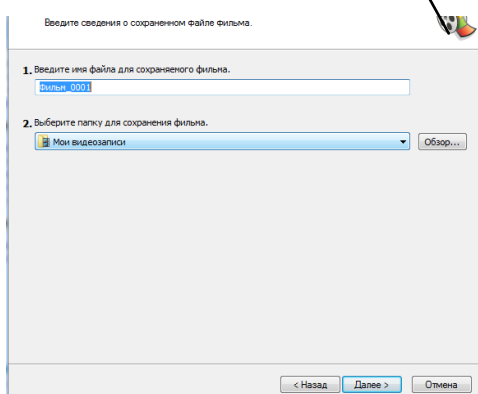 Введите сведения о сохраненном файле фильма.
1. Введите имя файла для сохраняемого фильма.
Фильм_0001
2. Выберите папку для сохранения фильма.
Мои видеозаписи
Обзор...
< Назад Далее > Отмена